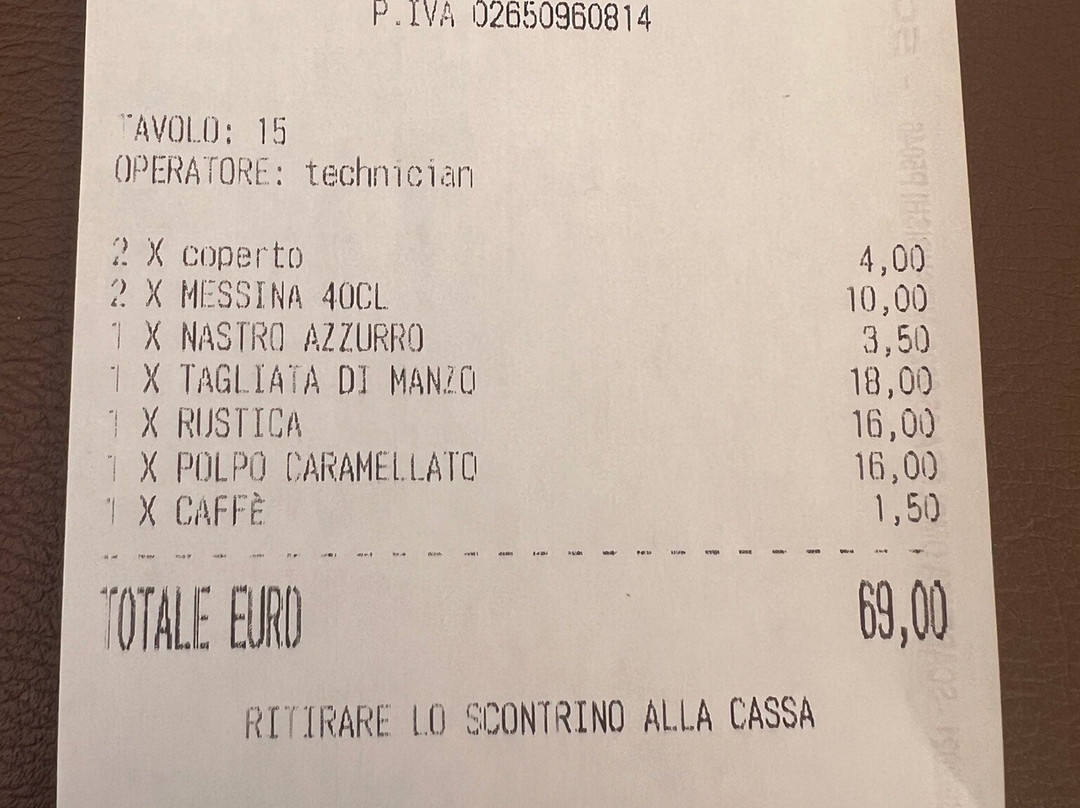 P.IVA 02650960814
TAVOLO: 15
OPERATORE: technician
2 X coperto 4,00
2 X MESSINA 40CL 10,00
1 X NASTRO AZZURRO 3,50
1 X TAGLIATA DI MANZO 18,00
1 X RUSTICA 16,00
1 X POLPO CARAMELLATO 16,00
1 X CAFFÈ 1,50
TOTALE EURO 69,00
RITIRARE LO SCONTRINO ALLA CASSA